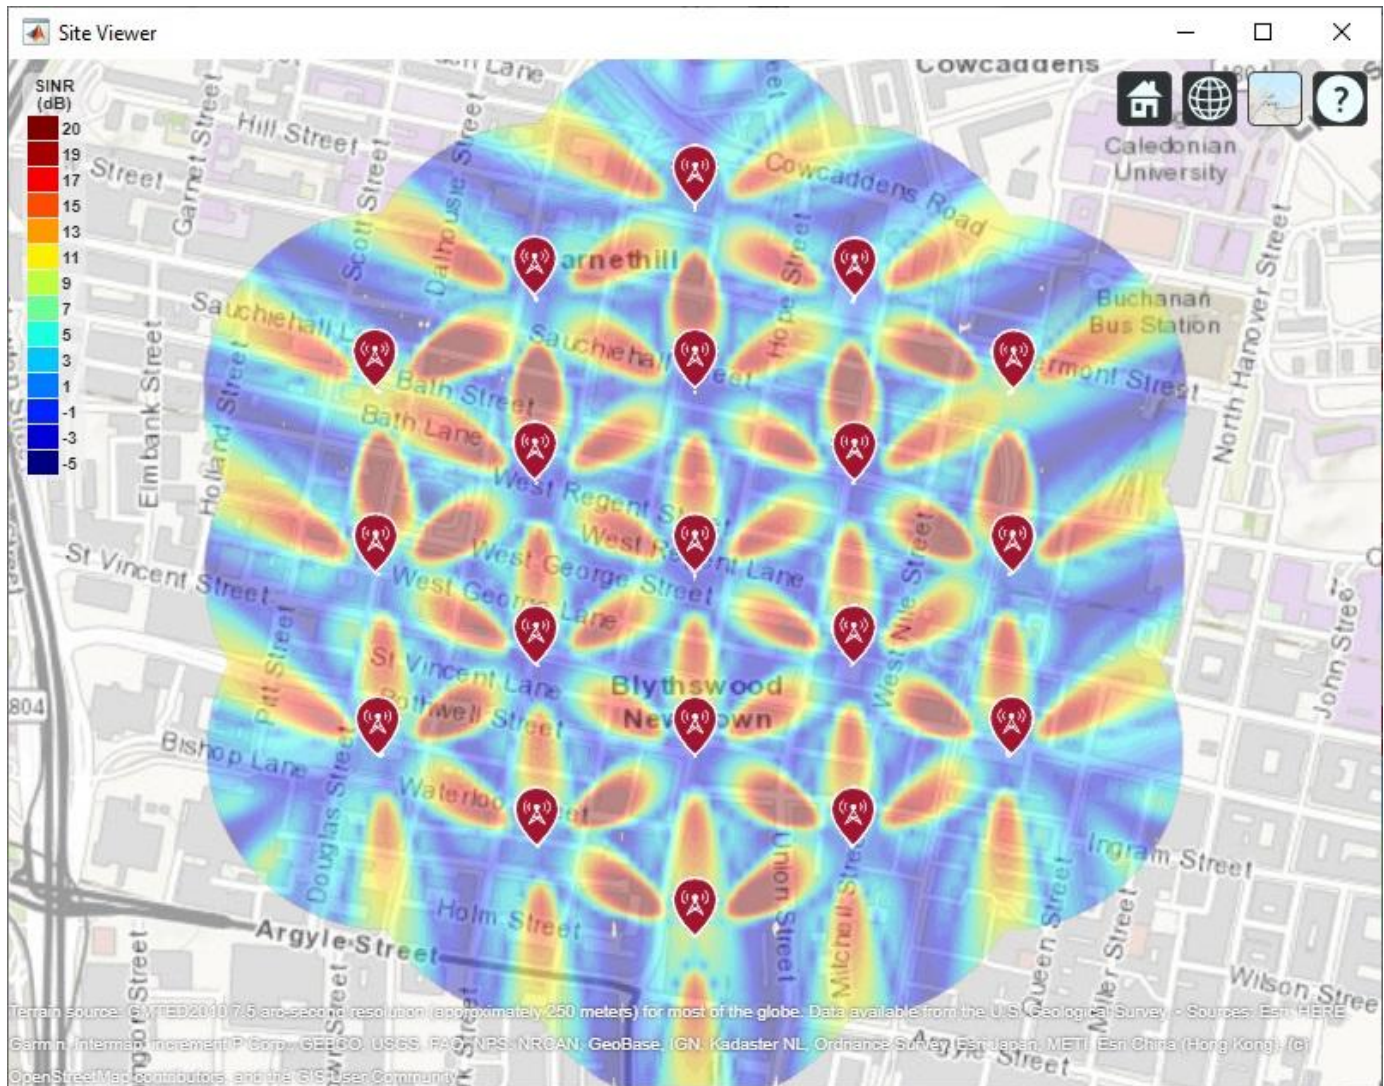 Site Viewer
SINR
(dB)
20
19
17
15
13
11
9
7
5
3
1
-1
-3
-5
Lane
Cowcaddens
Hill Street
Garnet Street
Street
Scott Street
Dalhousie Street
Cowcaddens Road
Caledonian
University
arnethill
Hope Street
North Hanover Street
Buchanan
Bus Station
Sauchiehall L
Sauchiehall
eet
ermont Street
Elmbank Street
Holland Street
Bath Street
Bath Lane
West Regent St
West Regent Lane
West George Street
West George Lane
St Vincent Street
West Nile Street
John Stree
Pitt Street
St Vincent Lane
Blythswood
New Town
804
Bothwell Street
Bishop Lane
Douglas Street
Waterloo Street
Union Street
Mitchell Stre
Ingram Street
Holm Street
Argyle Street
Queen Street
Miller Street
Wilson Stree
Terrain source: GMTED2010 7.5 arc-second resolution (approximately 250 meters) for most of the globe. Data available from the U.S. Geological Survey. - Sources: Esri, HERE,
Garmin, Intermap, increment P Corp., GEBCO, USGS, FAO, NPS, NRCAN, GeoBase, IGN, Kadaster NL, Ordnance Survey, Esri Japan, METI, Esri China (Hong Kong), (c)
OpenStreetMap contributors, and the GIS User Community
Argyle Street